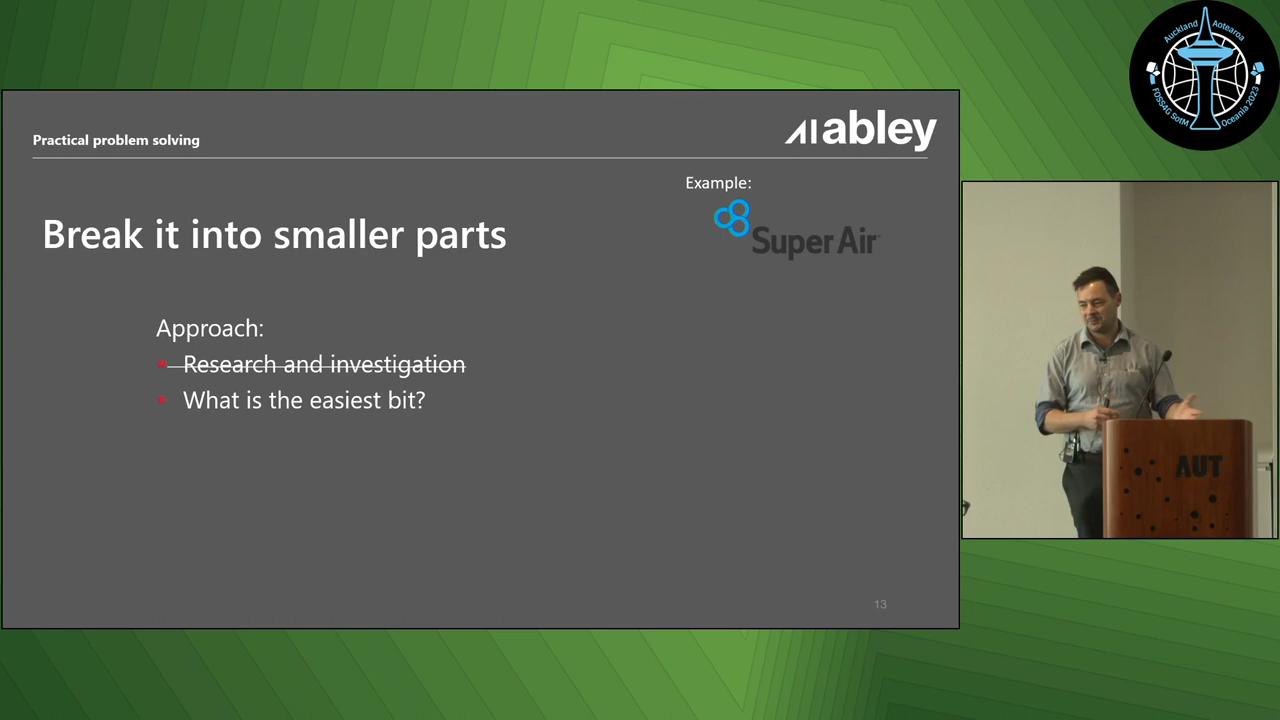 Auckland Aotearoa
FOSS4G SotM Oceania 2023
Practical problem solving
abley
Example:
Super Air
Break it into smaller parts
Approach:
Research and investigation
What is the easiest bit?
AUT
13